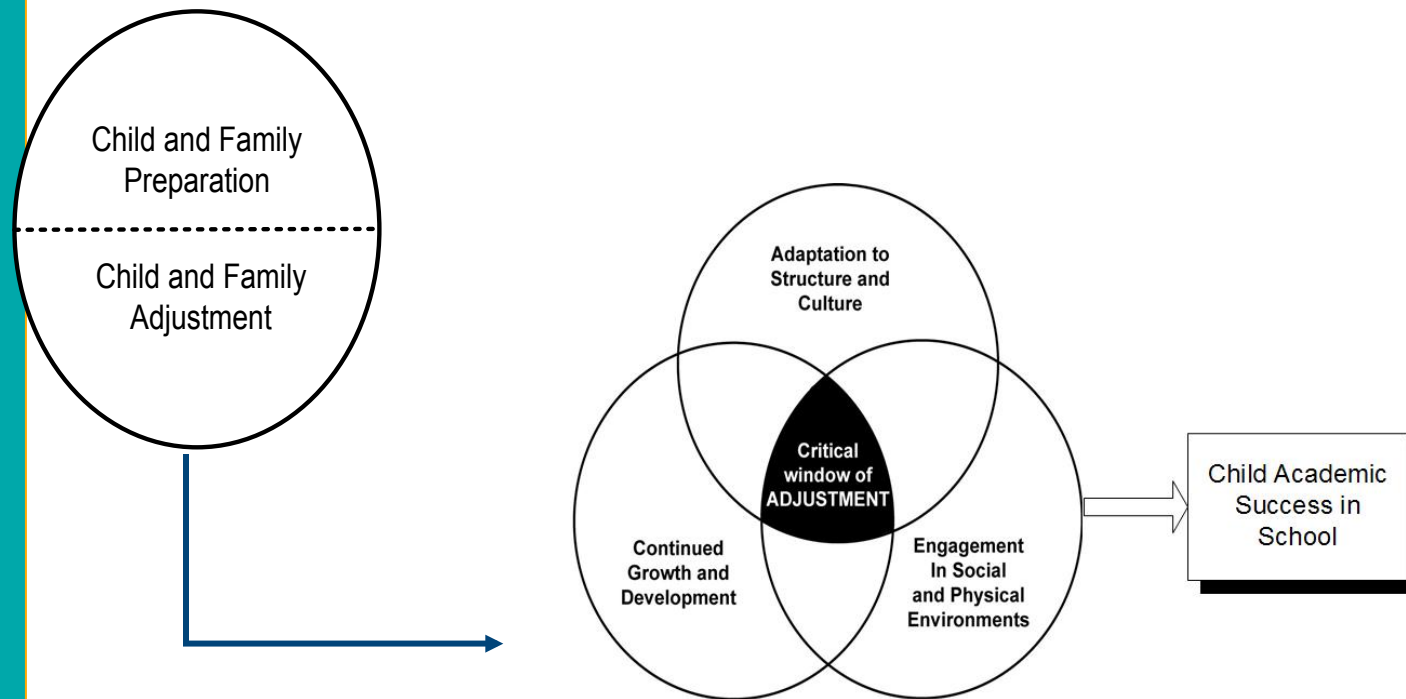 Child and Family
Preparation
Child and Family
Adjustment
Adaptation to
Structure and
Culture
Critical
window of
ADJUSTMENT
Continued
Growth and
Development
Engagement
In Social
and Physical
Environments
Child Academic
Success in
School